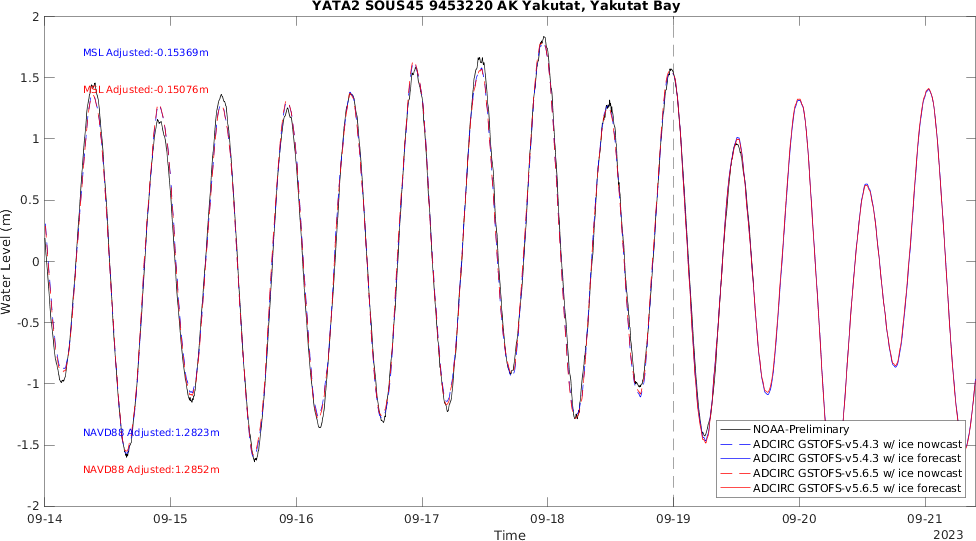 YATA2 SOUS45 9453220 AK Yakutat, Yakutat Bay
2
1.5
1
0.5
0
-0.5
-1
-1.5
-2
Water Level (m)
MSL Adjusted:-0.15369m
MSL Adjusted:-0.15076m
NAVD88 Adjusted:1.2823m
NAVD88 Adjusted:1.2852m
NOAA-Preliminary
ADCIRC GSTOFS-v5.4.3 w/ ice nowcast
ADCIRC GSTOFS-v5.4.3 w/ ice forecast
ADCIRC GSTOFS-v5.6.5 w/ ice nowcast
ADCIRC GSTOFS-v5.6.5 w/ ice forecast
09-14 09-15 09-16 09-17 09-18 09-19 09-20 09-21
Time
2023